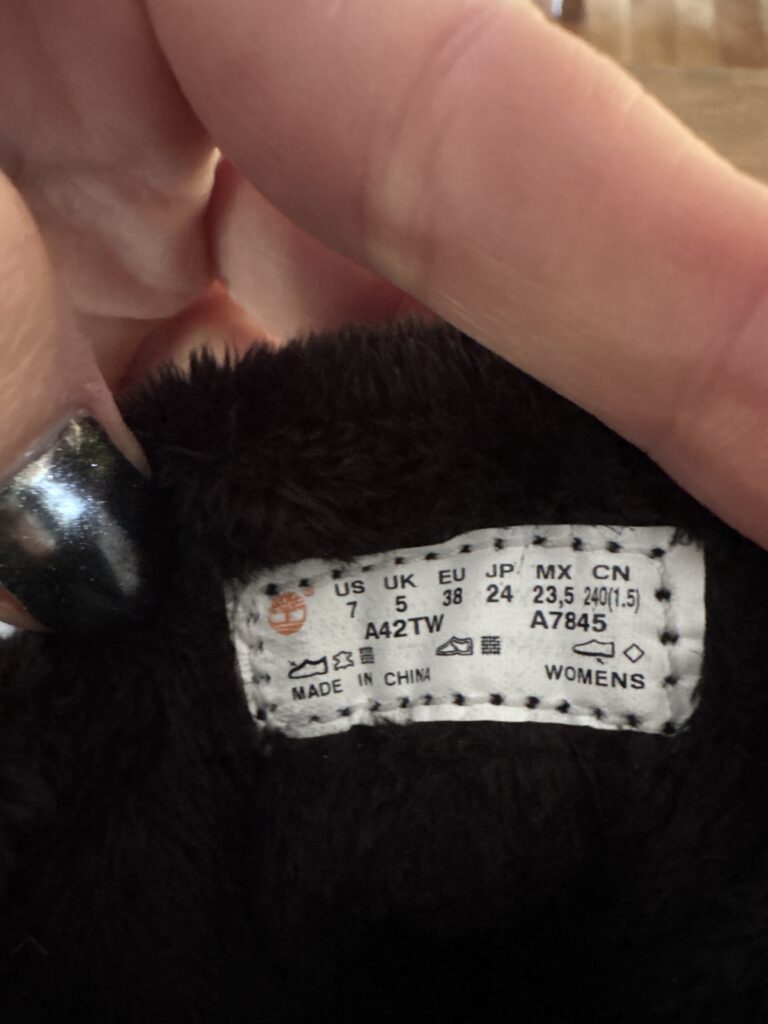 US UK EU JP MX CN
7 5 38 24 23,5 240(1.5)
A42TW A7845
MADE IN CHINA WOMENS